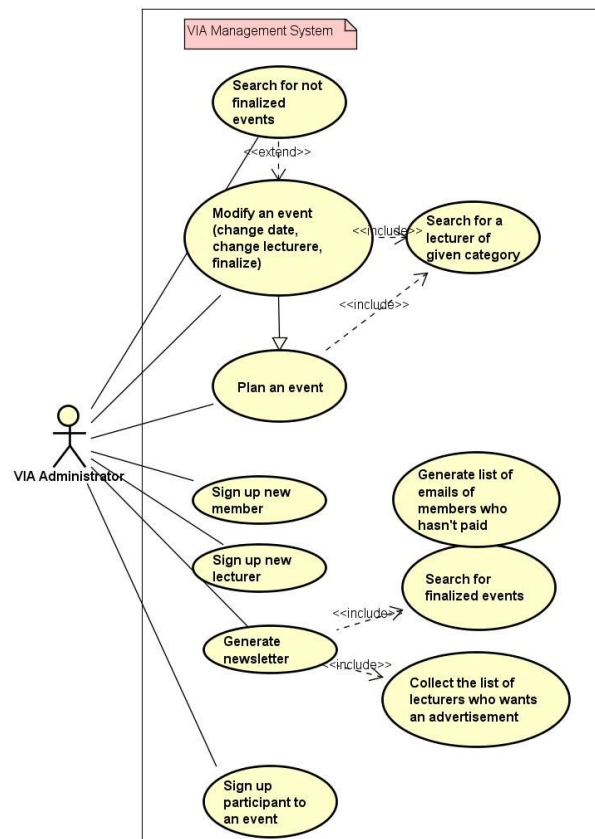 VIA Management System
Search for not
finalized
events
<<extend>>
Modify an event
(change date,
change lecturere,
finalize)
<<include>>
Search for a
lecturer of
given category
<<include>>
Plan an event
VIA Administrator
Generate list of
emails of
members who
hasn't paid
Sign up new
member
Sign up new
lecturer
Search for
finalized events
<<include>>
Generate
newsletter
<<include>>
Collect the list of
lecturers who wants
an advertisement
Sign up
participant to
an event